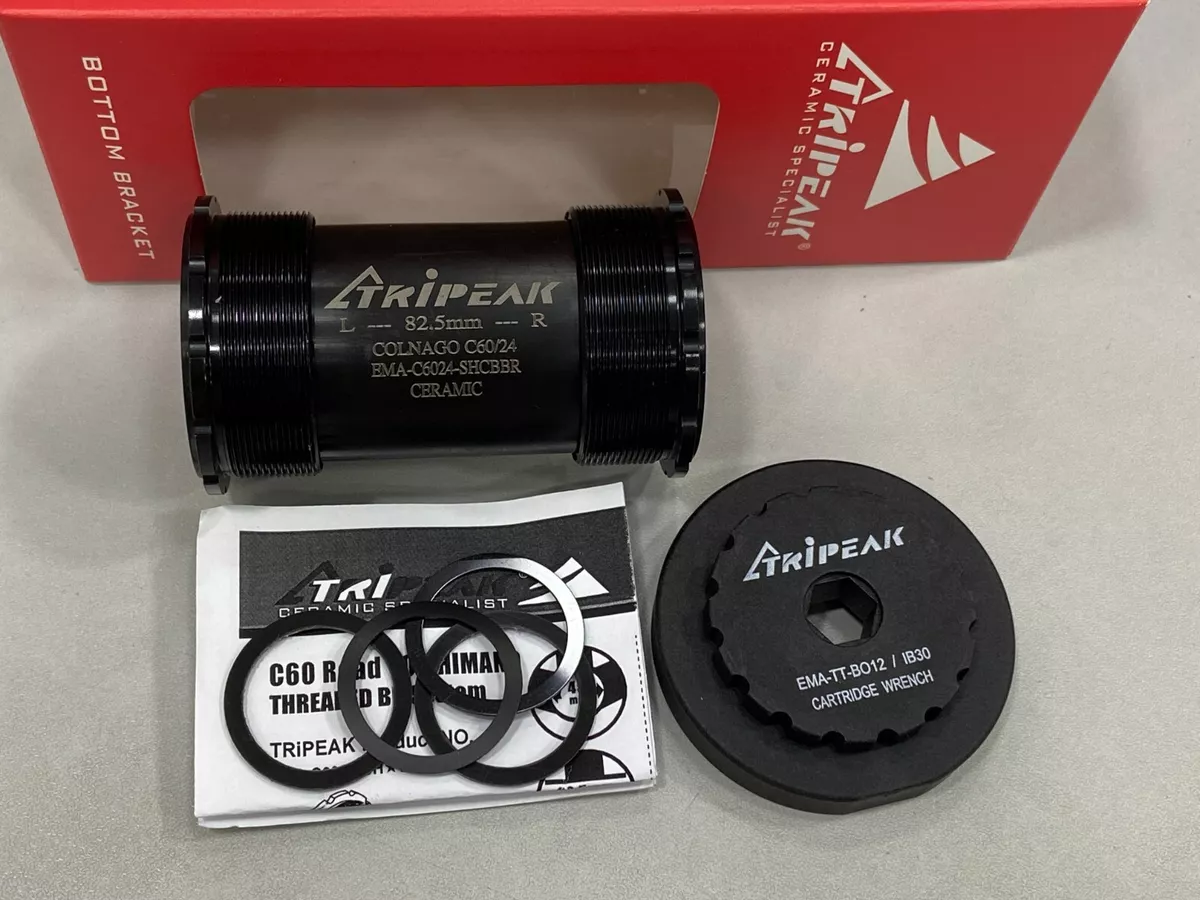 BOTTOM BRACKET
TRiPEAK®
CERAMIC SPECIALIST
TRiPEAK
L --- 82.5mm --- R
COLNAGO C60/24
EMA-C6024-SHCBBR
CERAMIC
TRiPEAK
EMA-TT-BO12 / IB30
CARTRIDGE WRENCH
®
CERAMIC SPECIALIST
C60 Road
THREADED
TRiPEAK NO.